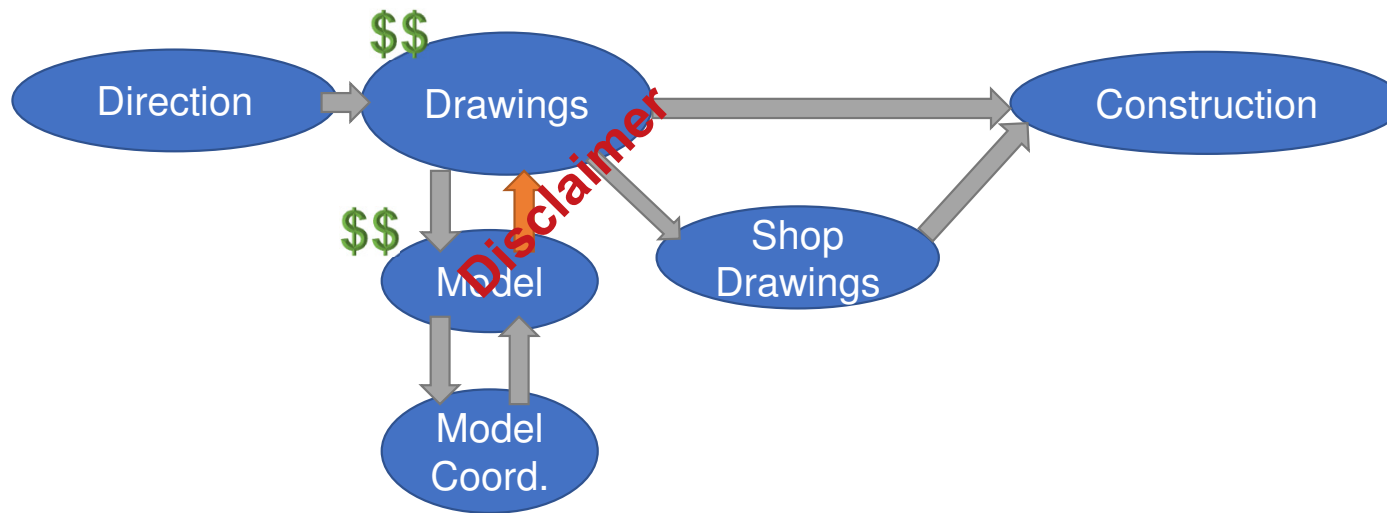 $$
Direction
Drawings
Construction
Disclaimer
$$
Shop
Drawings
Model
Model
Coord.